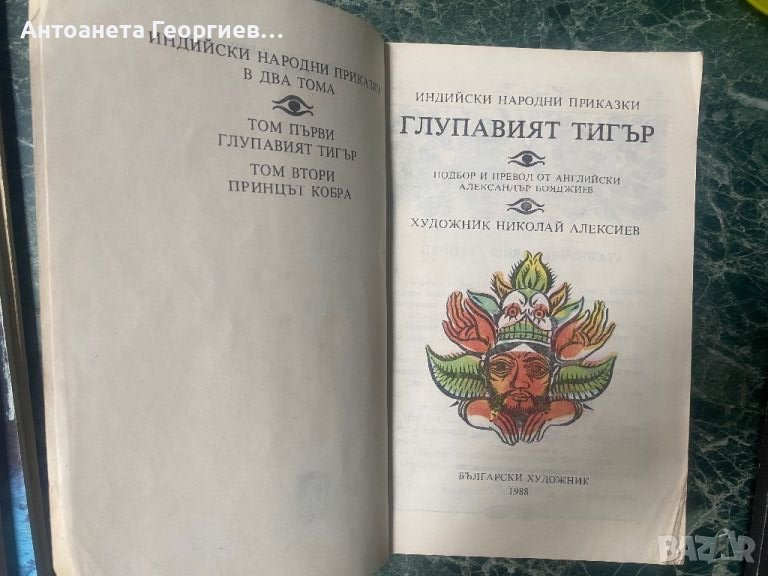 Антоанета Георгиев...
ИНДИЙСКИ НАРОДНИ ПРИКАЗКИ
В ДВА ТОМА
ТОМ ПЪРВИ
ГЛУПАВИЯТ ТИГЪР
ТОМ ВТОРИ
ПРИНЦЪТ КОБРА
ИНДИЙСКИ НАРОДНИ ПРИКАЗКИ
ГЛУПАВИЯТ ТИГЪР
ПОДБОР И ПРЕВОД ОТ АНГЛИЙСКИ
АЛЕКСАНДЪР БОЯДЖИЕВ
ХУДОЖНИК НИКОЛАЙ АЛЕКСИЕВ
БЪЛГАРСКИ ХУДОЖНИК
1988
BAZAR